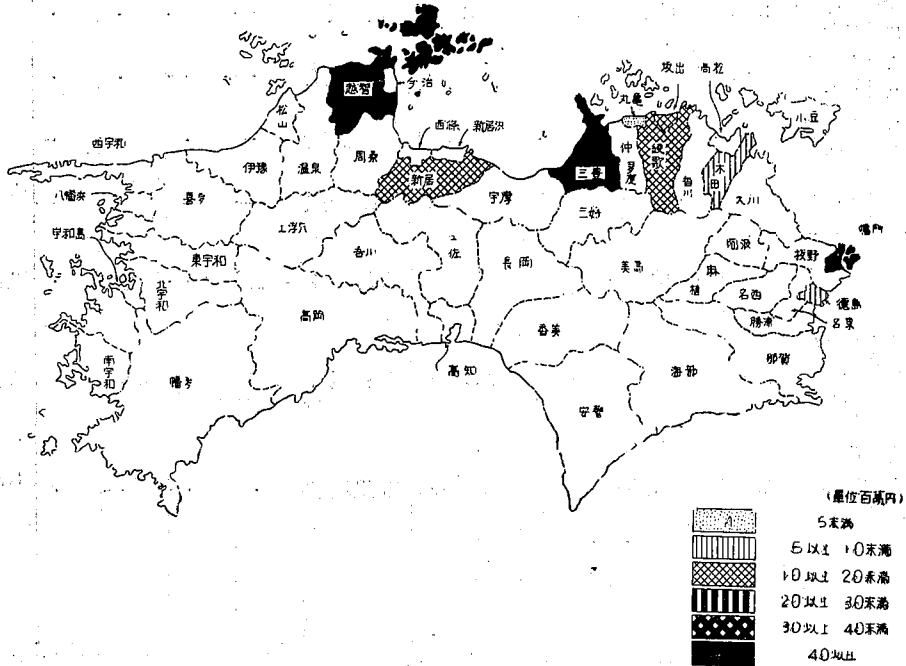 越智
今治
松山
西条
新居浜
坂出
高松
丸亀
小豆
西宇和
伊豫
温泉
周桑
新居
宇摩
三豊
仲多度
綾歌
香川
木田
大川
八幡浜
喜多
上浮穴
吾川
土佐
長岡
三好
美馬
阿波
板野
鳴門
宇和島
東宇和
北宇和
高岡
麻植
名西
徳島
名東
勝浦
香美
南宇和
幡多
高知
安藝
海部
那賀
(單位百萬円)
5未満
5以上 10未満
10以上 20未満
20以上 30未満
30以上 40未満
40以上